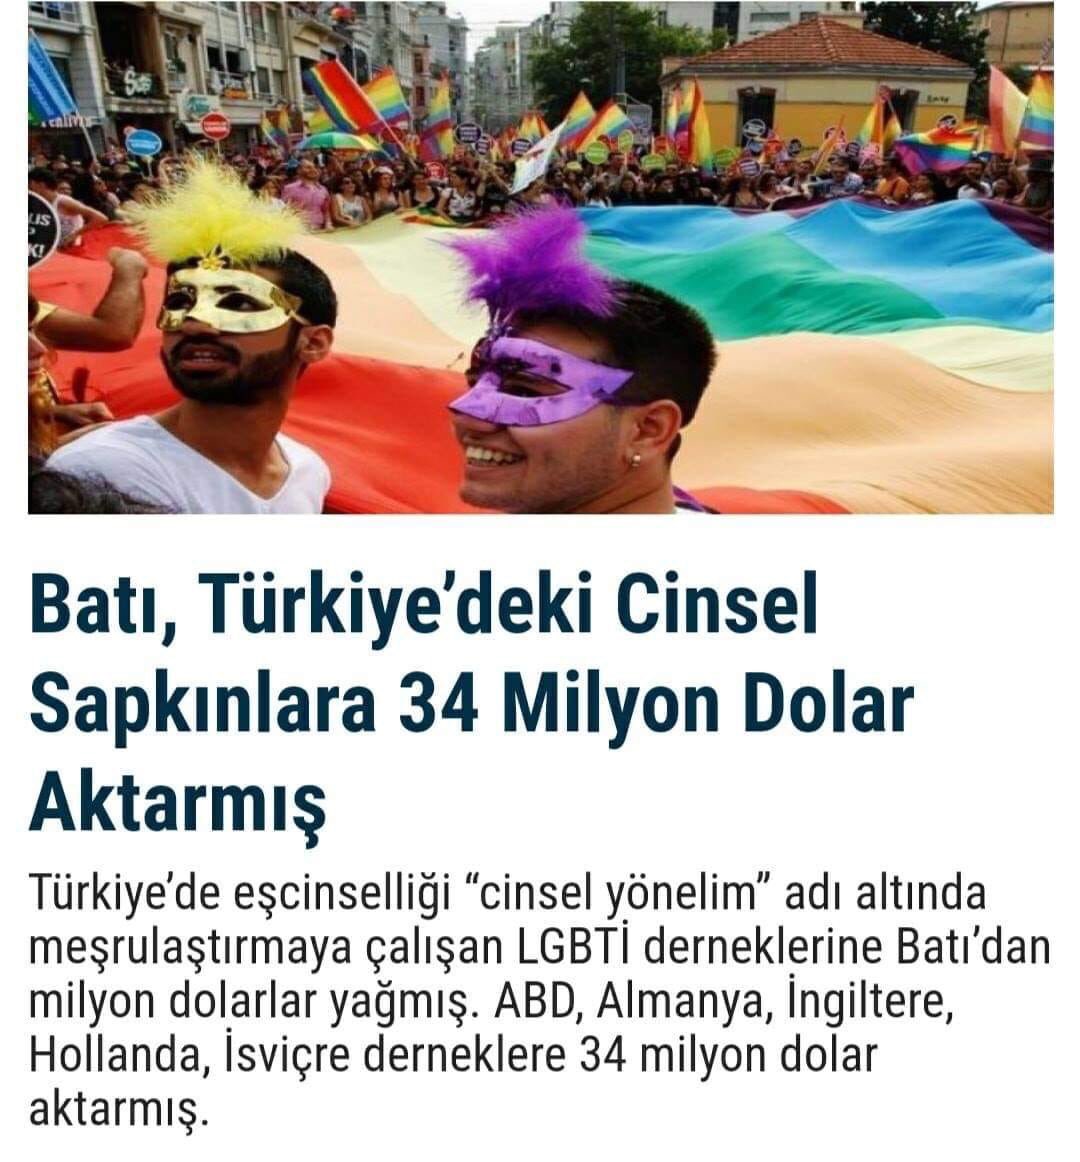 US
K!
Batı, Türkiye’deki Cinsel
Sapkınlara 34 Milyon Dolar
Aktarmış
Türkiye’de eşcinselliği “cinsel yönelim” adı altında
meşrulaştırmaya çalışan LGBTİ derneklerine Batı’dan
milyon dolarlar yağmış. ABD, Almanya, İngiltere,
Hollanda, İsviçre derneklere 34 milyon dolar
aktarmış.